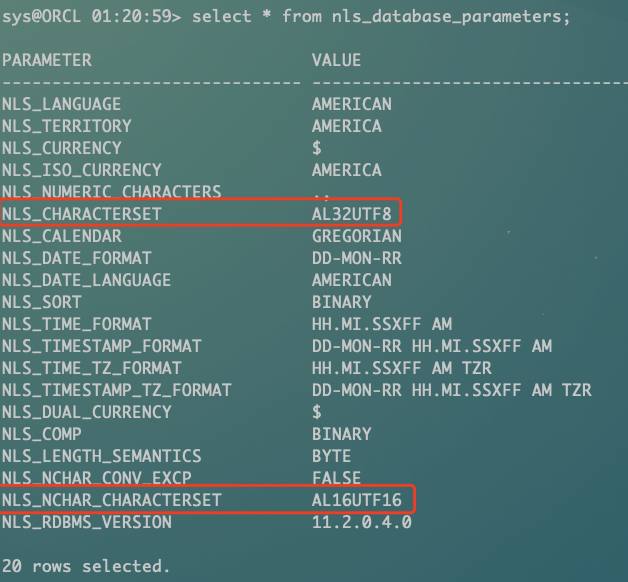 sys@ORCL 01:20:59> select * from nls_database_parameters;
PARAMETER VALUE
------------------------------ --------------------------------
NLS_LANGUAGE AMERICAN
NLS_TERRITORY AMERICA
NLS_CURRENCY $
NLS_ISO_CURRENCY AMERICA
NLS_NUMERIC_CHARACTERS .,
NLS_CHARACTERSET AL32UTF8
NLS_CALENDAR GREGORIAN
NLS_DATE_FORMAT DD-MON-RR
NLS_DATE_LANGUAGE AMERICAN
NLS_SORT BINARY
NLS_TIME_FORMAT HH.MI.SSXFF AM
NLS_TIMESTAMP_FORMAT DD-MON-RR HH.MI.SSXFF AM
NLS_TIME_TZ_FORMAT HH.MI.SSXFF AM TZR
NLS_TIMESTAMP_TZ_FORMAT DD-MON-RR HH.MI.SSXFF AM TZR
NLS_DUAL_CURRENCY $
NLS_COMP BINARY
NLS_LENGTH_SEMANTICS BYTE
NLS_NCHAR_CONV_EXCP FALSE
NLS_NCHAR_CHARACTERSET AL16UTF16
NLS_RDBMS_VERSION 11.2.0.4.0
20 rows selected.